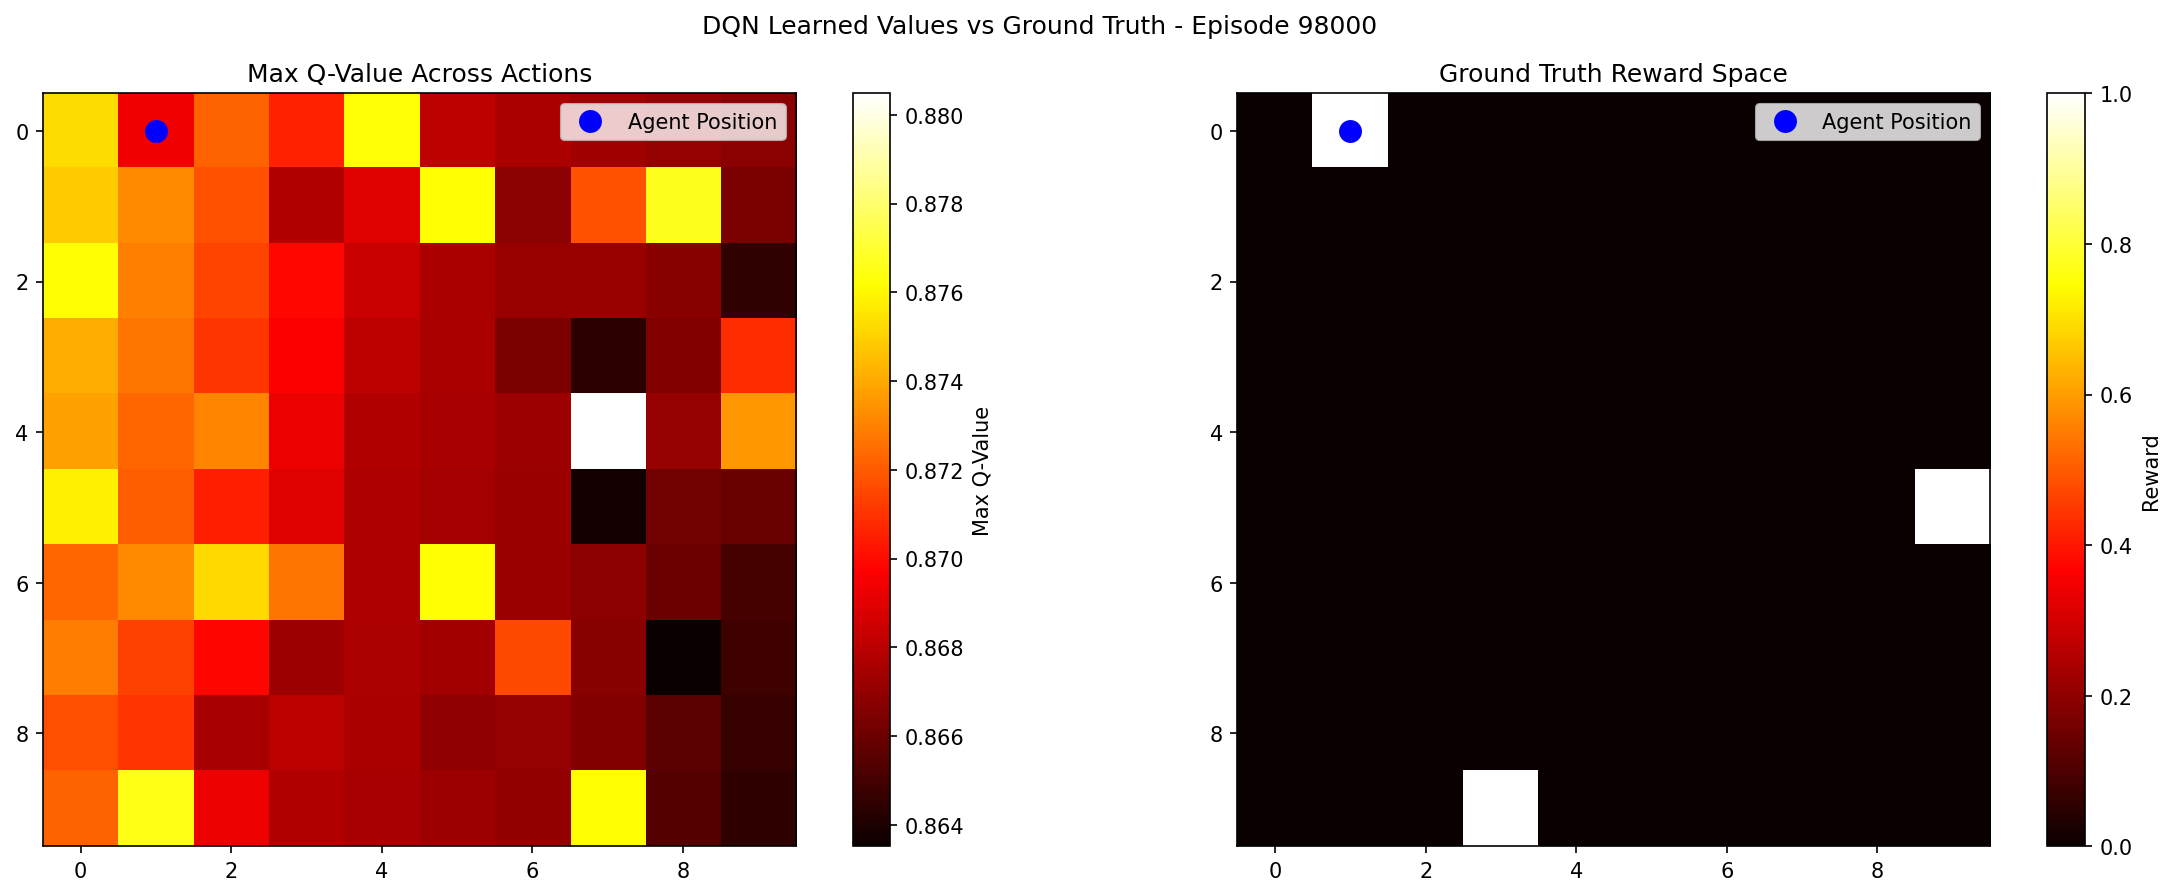 DQN Learned Values vs Ground Truth - Episode 98000
Max Q-Value Across Actions
Agent Position
0
2
4
6
8
0 2 4 6 8
0.880
0.878
0.876
0.874
0.872
0.870
0.868
0.866
0.864
Max Q-Value
Ground Truth Reward Space
Agent Position
0
2
4
6
8
0 2 4 6 8
1.0
0.8
0.6
0.4
0.2
0.0
Reward